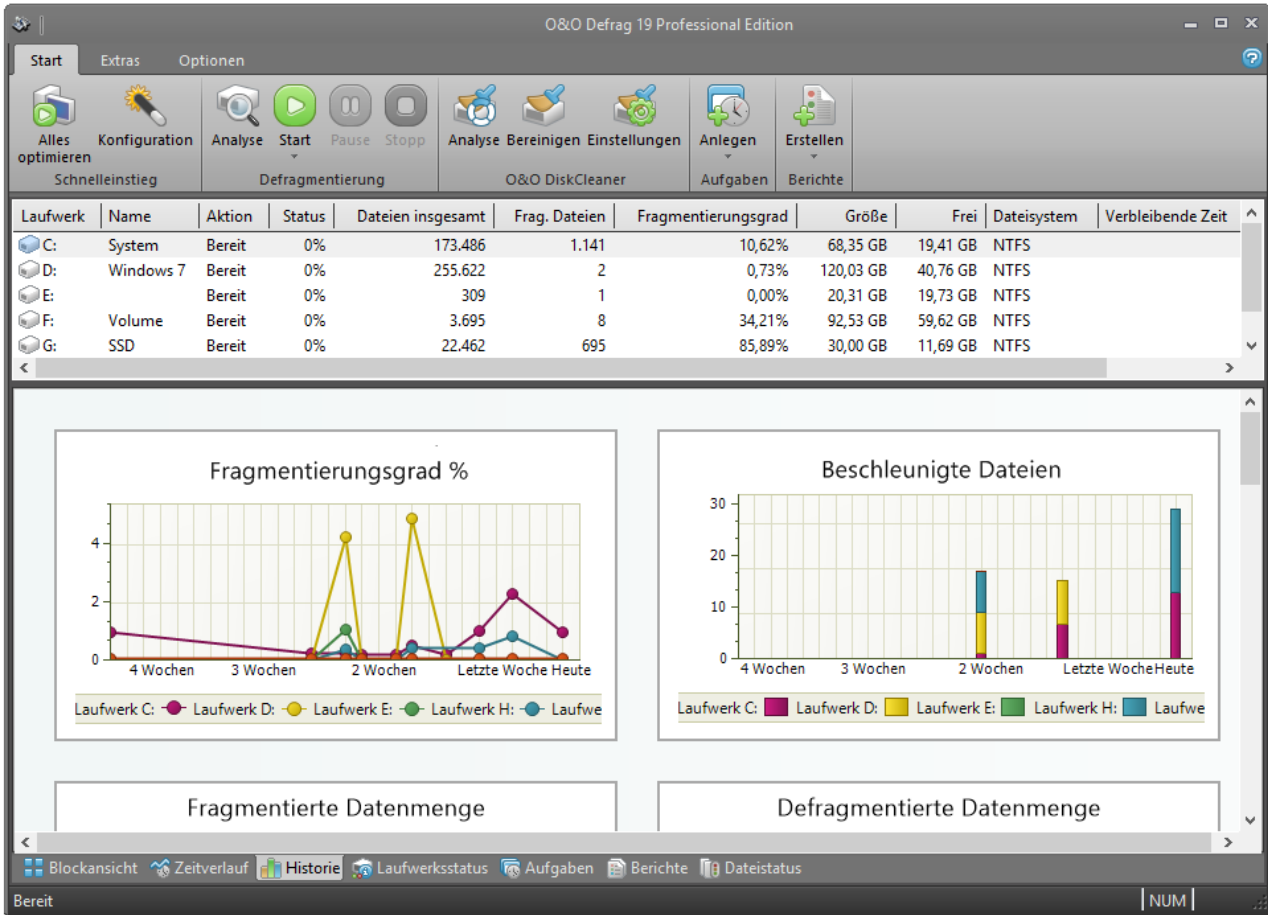 O&O Defrag 19 Professional Edition
Start Extras Optionen
Alles optimieren Konfiguration Analyse Start Pause Stopp Analyse Bereinigen Einstellungen Anlegen Erstellen
Schnelleinstieg Defragmentierung O&O DiskCleaner Aufgaben Berichte
Laufwerk Name Aktion Status Dateien insgesamt Frag. Dateien Fragmentierungsgrad Größe Frei Dateisystem Verbleibende Zeit
C: System Bereit 0% 173.486 1.141 10,62% 68,35 GB 19,41 GB NTFS
D: Windows 7 Bereit 0% 255.622 2 0,73% 120,03 GB 40,76 GB NTFS
E: Bereit 0% 309 1 0,00% 20,31 GB 19,73 GB NTFS
F: Volume Bereit 0% 3.695 8 34,21% 92,53 GB 59,62 GB NTFS
G: SSD Bereit 0% 22.462 695 85,89% 30,00 GB 11,69 GB NTFS
Fragmentierungsgrad %
4
2
0
4 Wochen 3 Wochen 2 Wochen Letzte Woche Heute
Laufwerk C: Laufwerk D: Laufwerk E: Laufwerk H: Laufwe
Beschleunigte Dateien
30
20
10
0
4 Wochen 3 Wochen 2 Wochen Letzte Woche Heute
Laufwerk C: Laufwerk D: Laufwerk E: Laufwerk H: Laufwe
Fragmentierte Datenmenge
Defragmentierte Datenmenge
Blockansicht Zeitverlauf Historie Laufwerksstatus Aufgaben Berichte Dateistatus
Bereit NUM